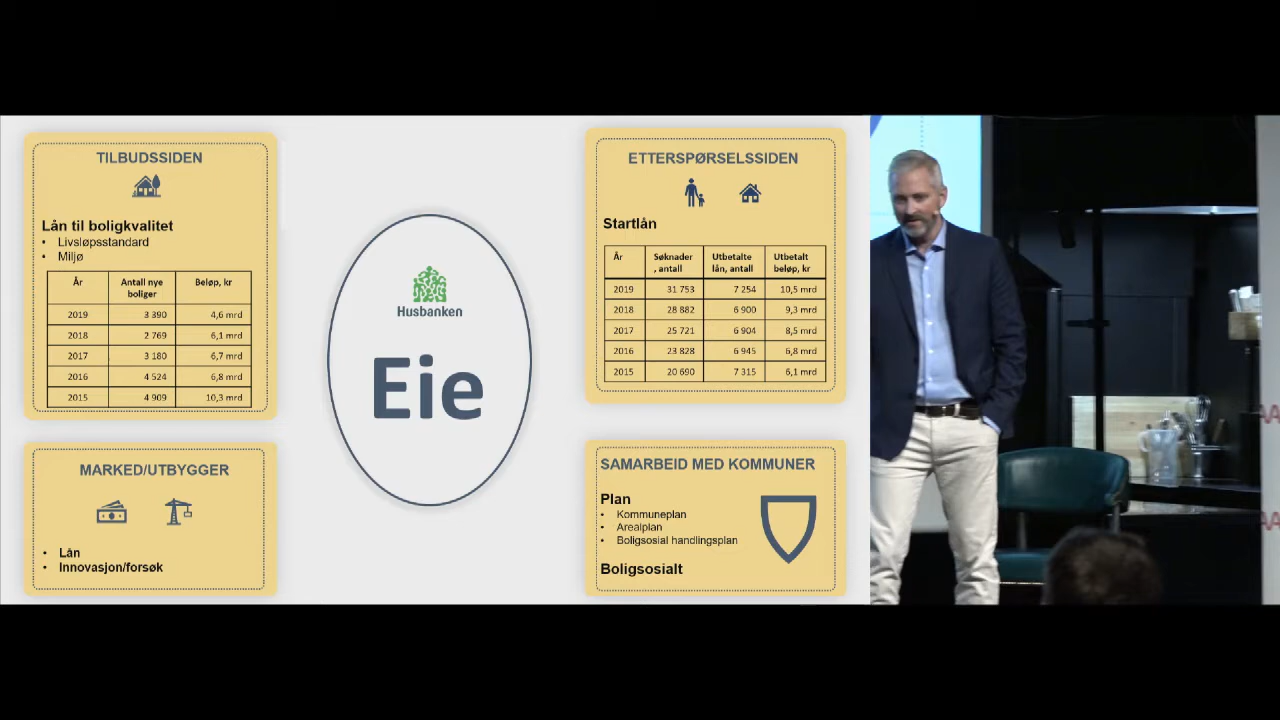 TILBUDSSIDEN
Lån til boligkvalitet
• Livsløpsstandard
• Miljø
År Antall nye boliger Beløp, kr
2019 3 390 4,6 mrd
2018 2 769 6,1 mrd
2017 3 180 6,7 mrd
2016 4 524 6,8 mrd
2015 4 909 10,3 mrd
MARKED/UTBYGGER
• Lån
• Innovasjon/forsøk
Husbanken
Eie
ETTERSPØRSELSSIDEN
Startlån
År Søknader , antall Utbetalte lån, antall Utbetalt beløp, kr
2019 31 753 7 254 10,5 mrd
2018 28 882 6 900 9,3 mrd
2017 25 721 6 904 8,5 mrd
2016 23 828 6 945 6,8 mrd
2015 20 690 7 315 6,1 mrd
SAMARBEID MED KOMMUNER
Plan
• Kommuneplan
• Arealplan
• Boligsosial handlingsplan
Boligsosialt